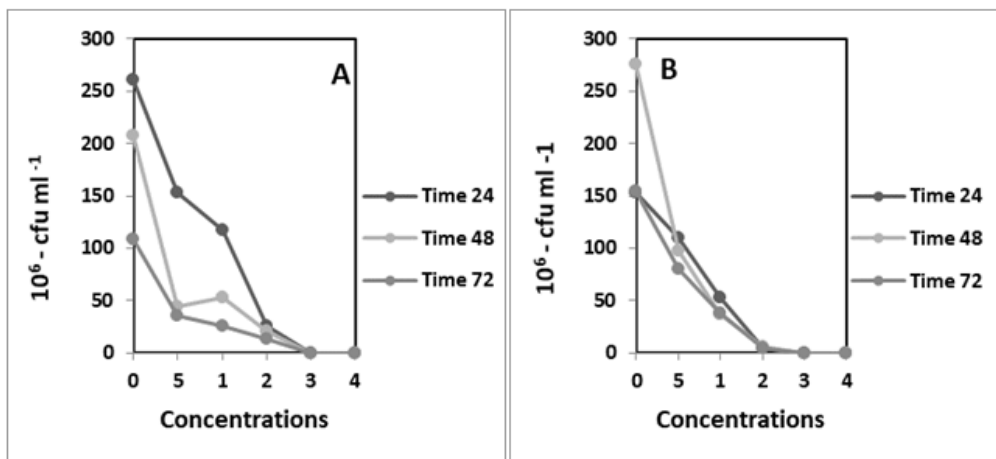 300
250
200
150
100
50
0
10⁶ - cfu ml ⁻¹
A
0 5 1 2 3 4
Concentrations
Time 24
Time 48
Time 72
300
250
200
150
100
50
0
10⁶ - cfu ml -1
B
0 5 1 2 3 4
Concentrations
Time 24
Time 48
Time 72